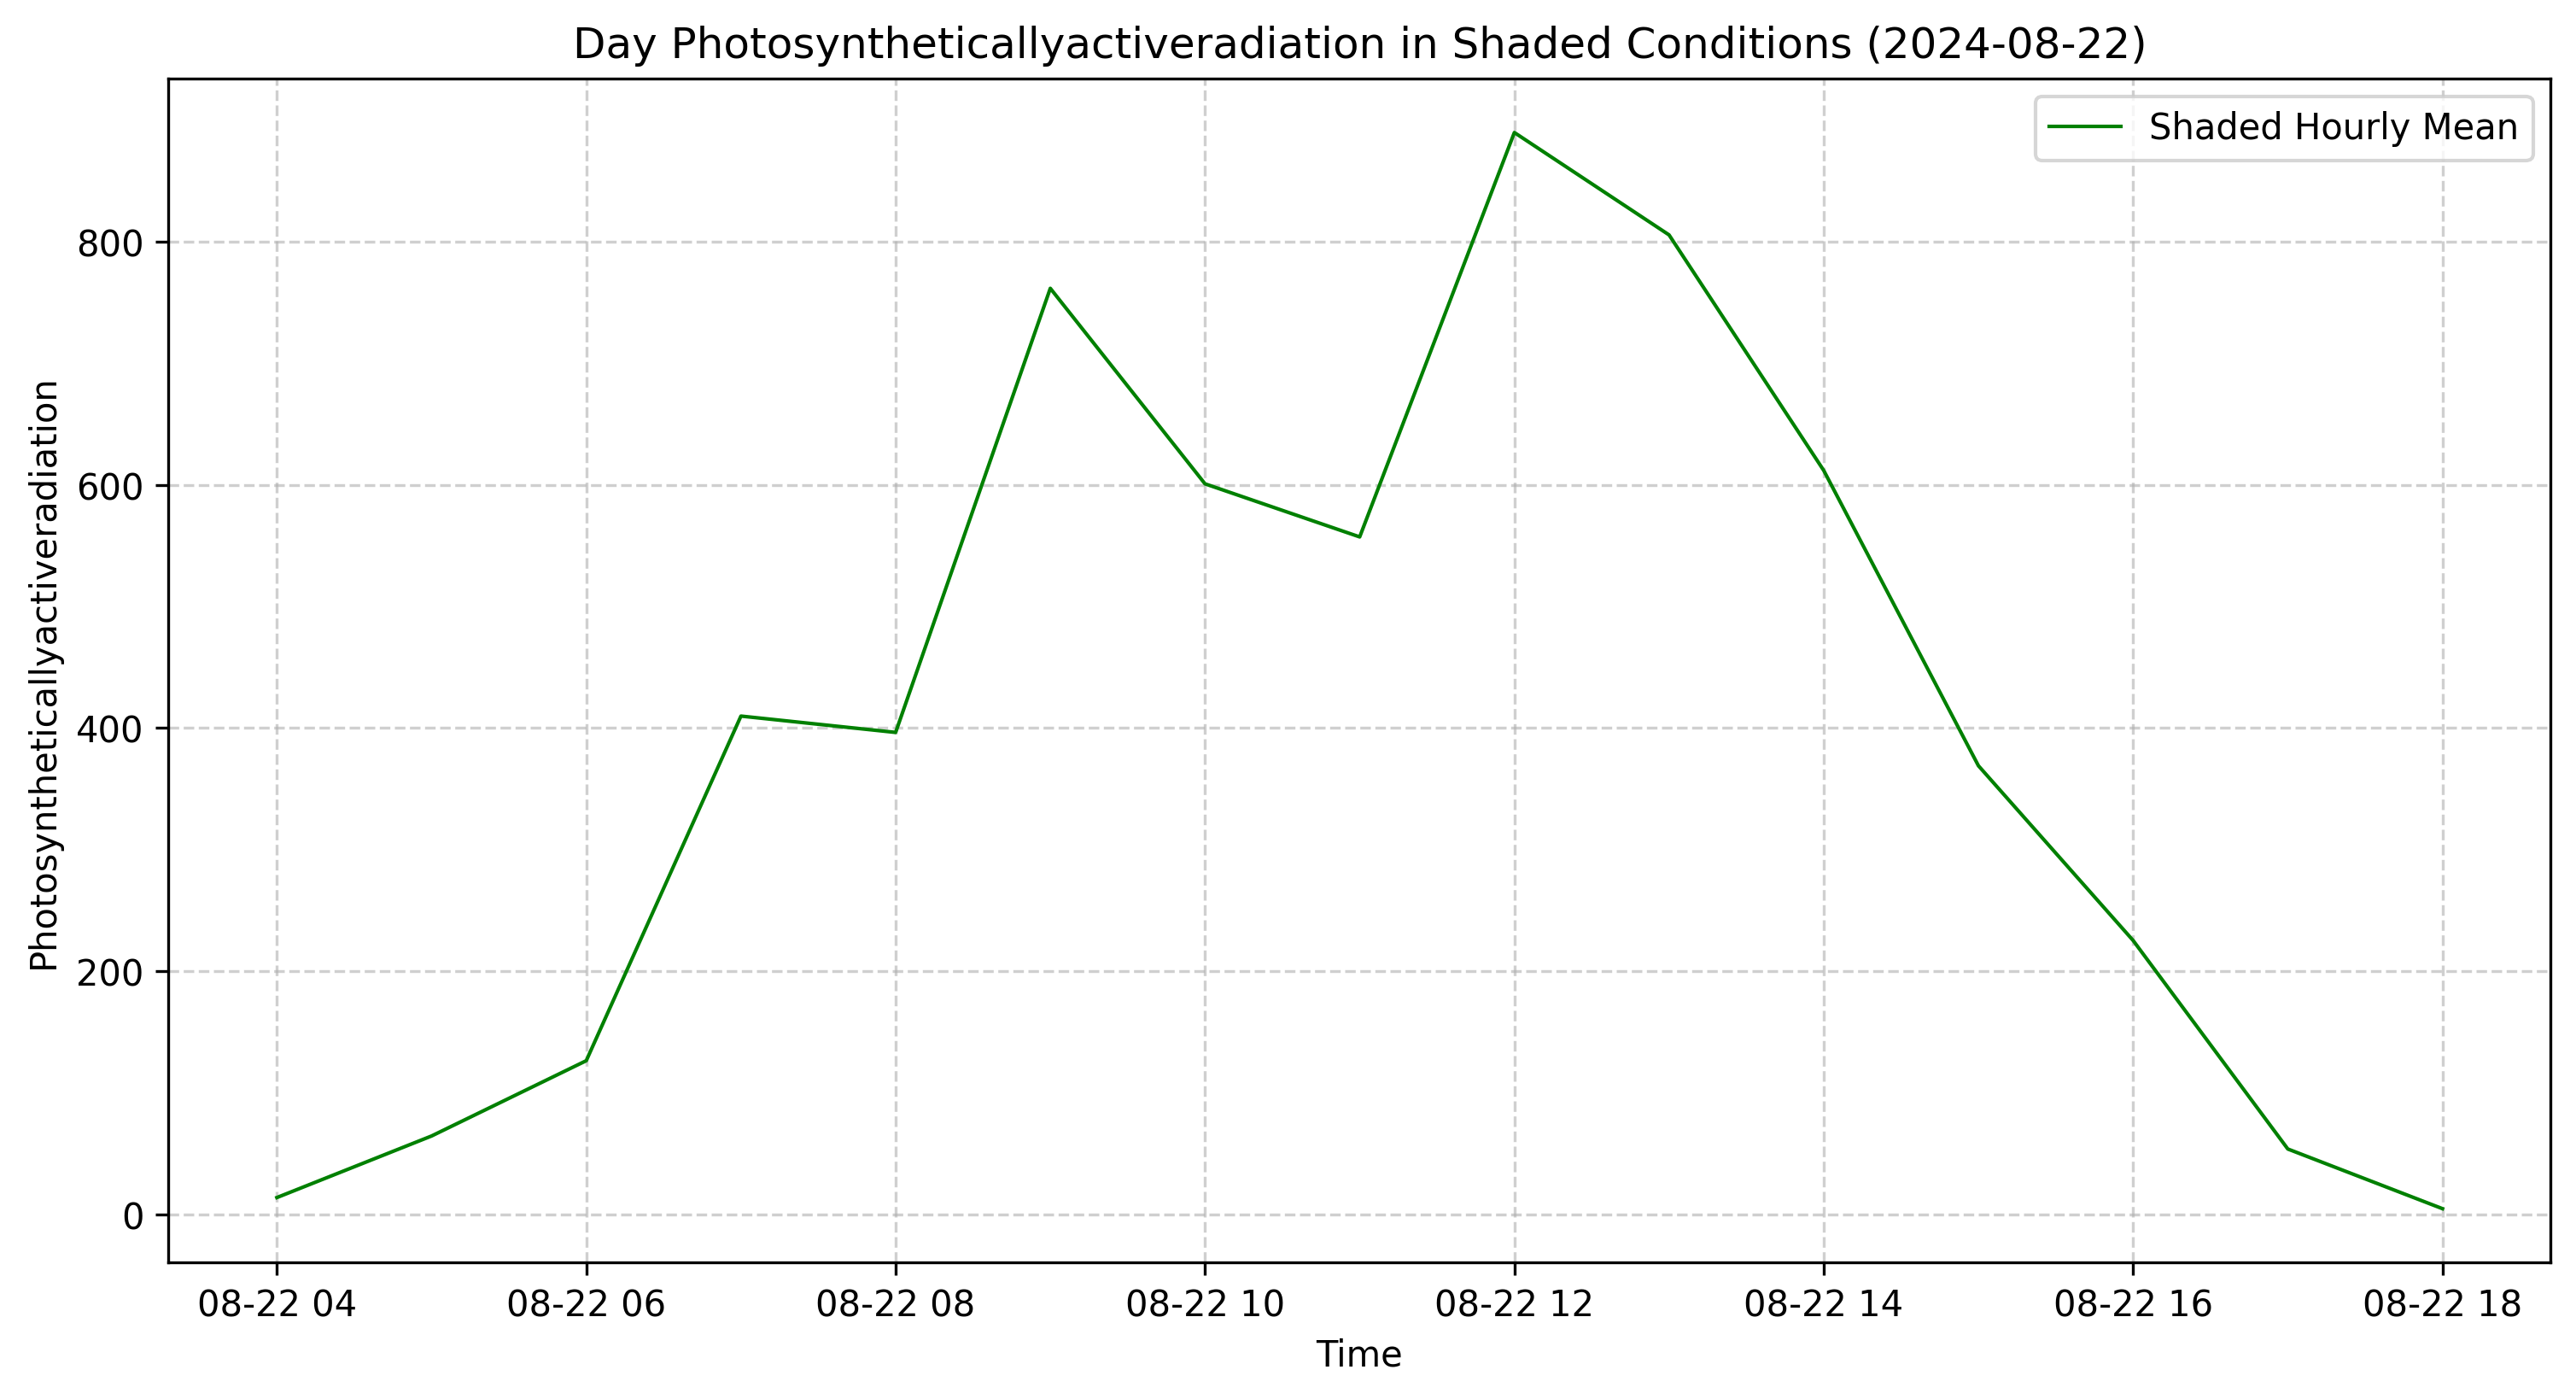 Day Photosyntheticallyactiveradiation in Shaded Conditions (2024-08-22)
Shaded Hourly Mean
Photosyntheticallyactiveradiation
800
600
400
200
0
08-22 04 08-22 06 08-22 08 08-22 10 08-22 12 08-22 14 08-22 16 08-22 18
Time